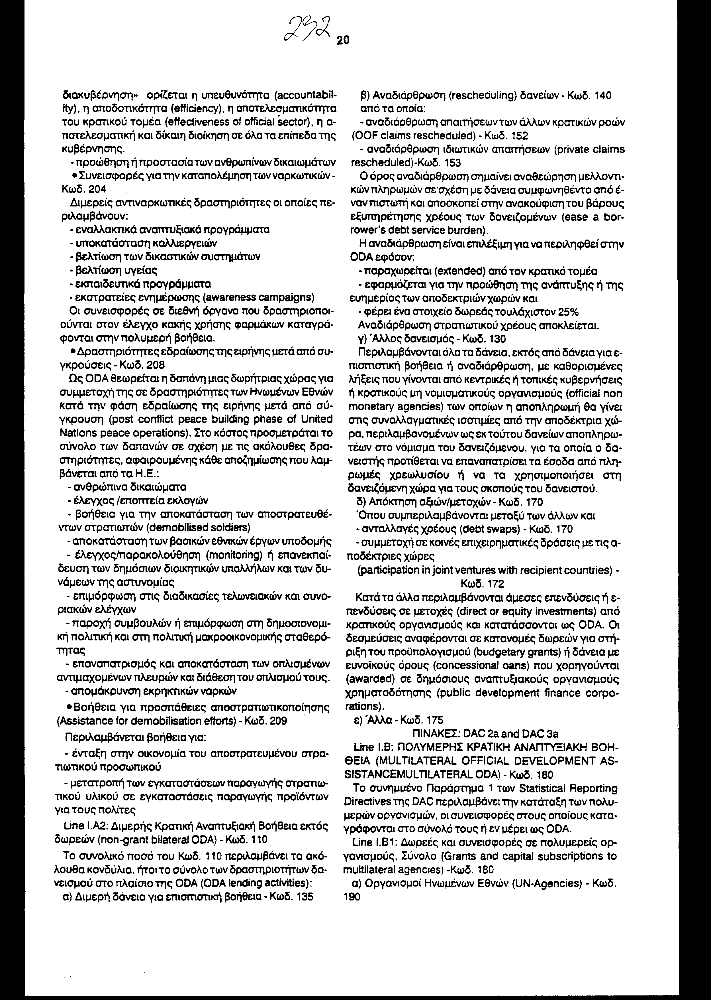 232
20
διακυβέρνηση» ορίζεται η υπευθυνότητα (accountabil-
ity), η αποδοτικότητα (efficiency), η αποτελεσματικότητα
του κρατικού τομέα (effectiveness of official sector), η α-
ποτελεσματική και δίκαιη διοίκηση σε όλα τα επίπεδα της
κυβέρνησης.
- προώθηση ή προστασία των ανθρωπίνων δικαιωμάτων
• Συνεισφορές για την καταπολέμηση των ναρκωτικών -
Κωδ. 204
Διμερείς αντιναρκωτικές δραστηριότητες οι οποίες πε-
ριλαμβάνουν:
- εναλλακτικά αναπτυξιακά προγράμματα
- υποκατάσταση καλλιεργειών
- βελτίωση των δικαστικών συστημάτων
- βελτίωση υγείας
- εκπαιδευτικά προγράμματα
- εκστρατείες ενημέρωσης (awareness campaigns)
Οι συνεισφορές σε διεθνή όργανα που δραστηριοποι-
ούνται στον έλεγχο κακής χρήσης φαρμάκων καταγρά-
φονται στην πολυμερή βοήθεια.
• Δραστηριότητες εδραίωσης της ειρήνης μετά από συ-
γκρούσεις - Κωδ. 208
Ως ODA θεωρείται η δαπάνη μιας δωρήτριας χώρας για
συμμετοχή της σε δραστηριότητες των Ηνωμένων Εθνών
κατά την φάση εδραίωσης της ειρήνης μετά από σύ-
γκρουση (post conflict peace building phase of United
Nations peace operations). Στο κόστος προσμετράται το
σύνολο των δαπανών σε σχέση με τις ακόλουθες δρα-
στηριότητες, αφαιρουμένης κάθε αποζημίωσης που λαμ-
βάνεται από τα Η.Ε.:
- ανθρώπινα δικαιώματα
- έλεγχος /εποπτεία εκλογών
- βοήθεια για την αποκατάσταση των αποστρατευθέ-
ντων στρατιωτών (demobilised soldiers)
- αποκατάσταση των βασικών εθνικών έργων υποδομής
- έλεγχος/παρακολούθηση (monitoring) ή επανεκπαί-
δευση των δημόσιων διοικητικών υπαλλήλων και των δυ-
νάμεων της αστυνομίας
- επιμόρφωση στις διαδικασίες τελωνειακών και συνο-
ριακών ελέγχων
- παροχή συμβουλών ή επιμόρφωση στη δημοσιονομι-
κή πολιτική και στη πολιτική μακροοικονομικής σταθερό-
τητας
- επαναπατρισμός και αποκατάσταση των οπλισμένων
αντιμαχομένων πλευρών και διάθεση του οπλισμού τους.
- απομάκρυνση εκρηκτικών ναρκών
• Βοήθεια για προσπάθειες αποστρατιωτικοποίησης
(Assistance for demobilisation efforts) - Κωδ. 209
Περιλαμβάνεται βοήθεια για:
- ένταξη στην οικονομία του αποστρατευμένου στρα-
τιωτικού προσωπικού
- μετατροπή των εγκαταστάσεων παραγωγής στρατιω-
τικού υλικού σε εγκαταστάσεις παραγωγής προϊόντων
για τους πολίτες
Line I.A2: Διμερής Κρατική Αναπτυξιακή Βοήθεια εκτός
δωρεών (non-grant bilateral ODA) - Κωδ. 110
Το συνολικό ποσό του Κωδ. 110 περιλαμβάνει τα ακό-
λουθα κονδύλια, ήτοι το σύνολο των δραστηριοτήτων δα-
νεισμού στο πλαίσιο της ODA (ODA lending activities):
α) Διμερή δάνεια για επισιτιστική βοήθεια - Κωδ. 135
β) Αναδιάρθρωση (rescheduling) δανείων - Κωδ. 140
από τα οποία:
- αναδιάρθρωση απαιτήσεων των άλλων κρατικών ροών
(OOF claims rescheduled) - Κωδ. 152
- αναδιάρθρωση ιδιωτικών απαιτήσεων (private claims
rescheduled)-Κωδ. 153
Ο όρος αναδιάρθρωση σημαίνει αναθεώρηση μελλοντι-
κών πληρωμών σε σχέση με δάνεια συμφωνηθέντα από έ-
ναν πιστωτή και αποσκοπεί στην ανακούφιση του βάρους
εξυπηρέτησης χρέους των δανειζομένων (ease a bor-
rower's debt service burden).
Η αναδιάρθρωση είναι επιλέξιμη για να περιληφθεί στην
ODA εφόσον:
- παραχωρείται (extended) από τον κρατικό τομέα
- εφαρμόζεται για την προώθηση της ανάπτυξης ή της
ευημερίας των αποδεκτριών χωρών και
- φέρει ένα στοιχείο δωρεάς τουλάχιστον 25%
Αναδιάρθρωση στρατιωτικού χρέους αποκλείεται.
γ) Άλλος δανεισμός - Κωδ. 130
Περιλαμβάνονται όλα τα δάνεια, εκτός από δάνεια για ε-
πισιτιστική βοήθεια ή αναδιάρθρωση, με καθορισμένες
λήξεις που γίνονται από κεντρικές ή τοπικές κυβερνήσεις
ή κρατικούς μη νομισματικούς οργανισμούς (official non
monetary agencies) των οποίων η αποπληρωμή θα γίνει
στις συναλλαγματικές ισοτιμίες από την αποδέκτρια χώ-
ρα, περιλαμβανομένων ως εκ τούτου δανείων αποπληρω-
τέων στο νόμισμα του δανειζόμενου, για τα οποία ο δα-
νειστής προτίθεται να επαναπατρίσει τα έσοδα από πλη-
ρωμές χρεωλυσίου ή να τα χρησιμοποιήσει στη
δανειζόμενη χώρα για τους σκοπούς του δανειστού.
δ) Απόκτηση αξιών/μετοχών - Κωδ. 170
Όπου συμπεριλαμβάνονται μεταξύ των άλλων και
- ανταλλαγές χρέους (debt swaps) - Κωδ. 170
- συμμετοχή σε κοινές επιχειρηματικές δράσεις με τις α-
ποδέκτριες χώρες
(participation in joint ventures with recipient countries) -
Κωδ. 172
Κατά τα άλλα περιλαμβάνονται άμεσες επενδύσεις ή ε-
πενδύσεις σε μετοχές (direct or equity investments) από
κρατικούς οργανισμούς και κατατάσσονται ως ODA. Οι
δεσμεύσεις αναφέρονται σε κατανομές δωρεών για στή-
ριξη του προϋπολογισμού (budgetary grants) ή δάνεια με
ευνοϊκούς όρους (concessional oans) που χορηγούνται
(awarded) σε δημόσιους αναπτυξιακούς οργανισμούς
χρηματοδότησης (public development finance corpo-
rations).
ε) Άλλα - Κωδ. 175
ΠΙΝΑΚΕΣ: DAC 2a and DAC 3a
Line I.B: ΠΟΛΥΜΕΡΗΣ ΚΡΑΤΙΚΗ ΑΝΑΠΤΥΞΙΑΚΗ ΒΟΗ-
ΘΕΙΑ (MULTILATERAL OFFICIAL DEVELOPMENT AS-
SISTANCEMULTILATERAL ODA) - Κωδ. 180
Το συνημμένο Παράρτημα 1 των Statistical Reporting
Directives της DAC περιλαμβάνει την κατάταξη των πολυ-
μερών οργανισμών, οι συνεισφορές στους οποίους κατα-
γράφονται στο σύνολό τους ή εν μέρει ως ODA.
Line I.B1: Δωρεές και συνεισφορές σε πολυμερείς ορ-
γανισμούς, Σύνολο (Grants and capital subscriptions to
multilateral agencies) -Κωδ. 180
α) Οργανισμοί Ηνωμένων Εθνών (UN-Agencies) - Κωδ.
190